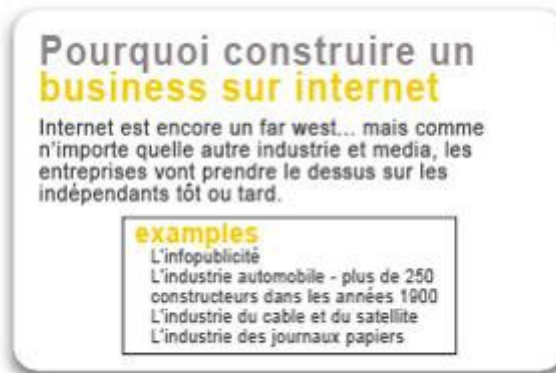 Pourquoi construire un
business sur internet
Internet est encore un far west... mais comme
n'importe quelle autre industrie et media, les
entreprises vont prendre le dessus sur les
indépendants tôt ou tard.
examples
L'infopublicité
L'industrie automobile - plus de 250
constructeurs dans les années 1900
L'industrie du cable et du satellite
L'industrie des journaux papiers